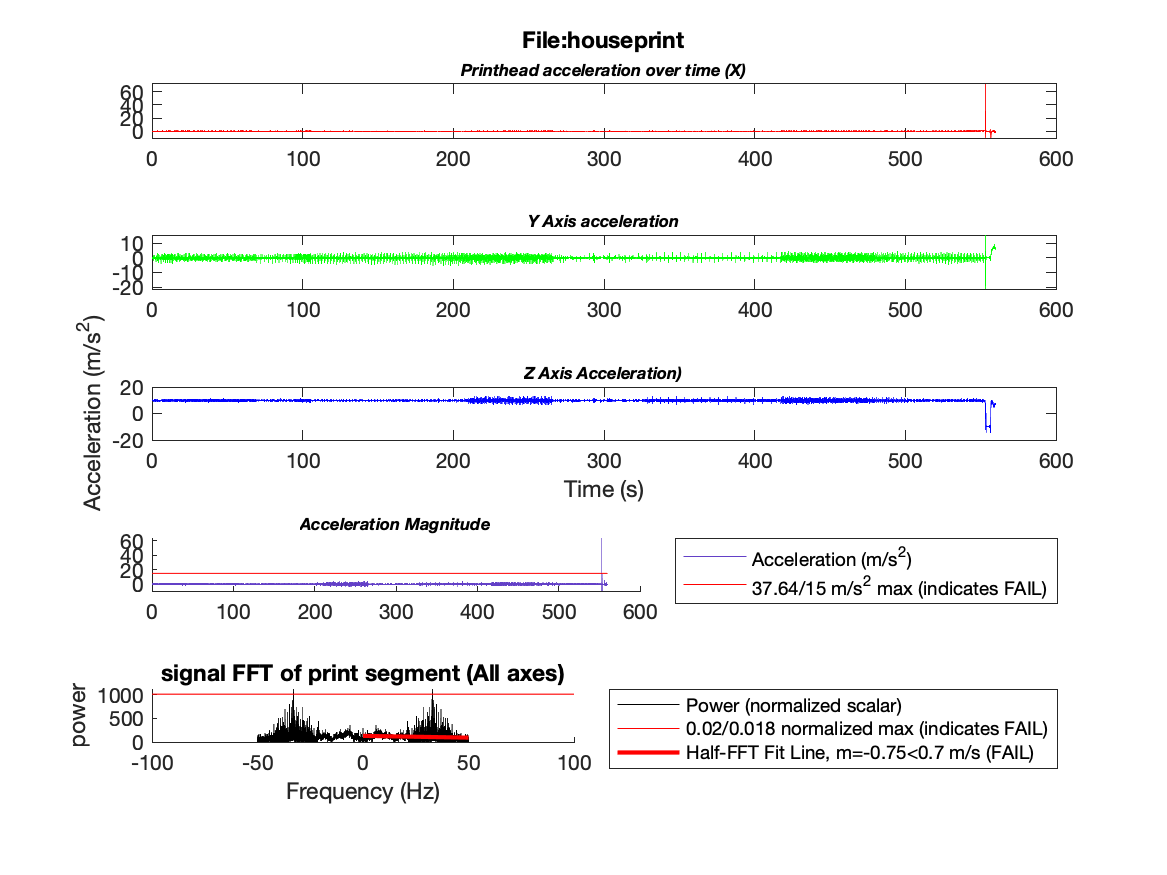 File:houseprint
Printhead acceleration over time (X)
60
40
20
0
0 100 200 300 400 500 600
Y Axis acceleration
10
0
-10
-20
0 100 200 300 400 500 600
Acceleration (m/s2)
Z Axis Acceleration)
20
0
-20
0 100 200 300 400 500 600
Time (s)
Acceleration Magnitude
60
40
20
0
0 100 200 300 400 500 600
Acceleration (m/s2)
37.64/15 m/s2 max (indicates FAIL)
signal FFT of print segment (All axes)
power
1000
500
0
-100 -50 0 50 100
Frequency (Hz)
Power (normalized scalar)
0.02/0.018 normalized max (indicates FAIL)
Half-FFT Fit Line, m=-0.75<0.7 m/s (FAIL)